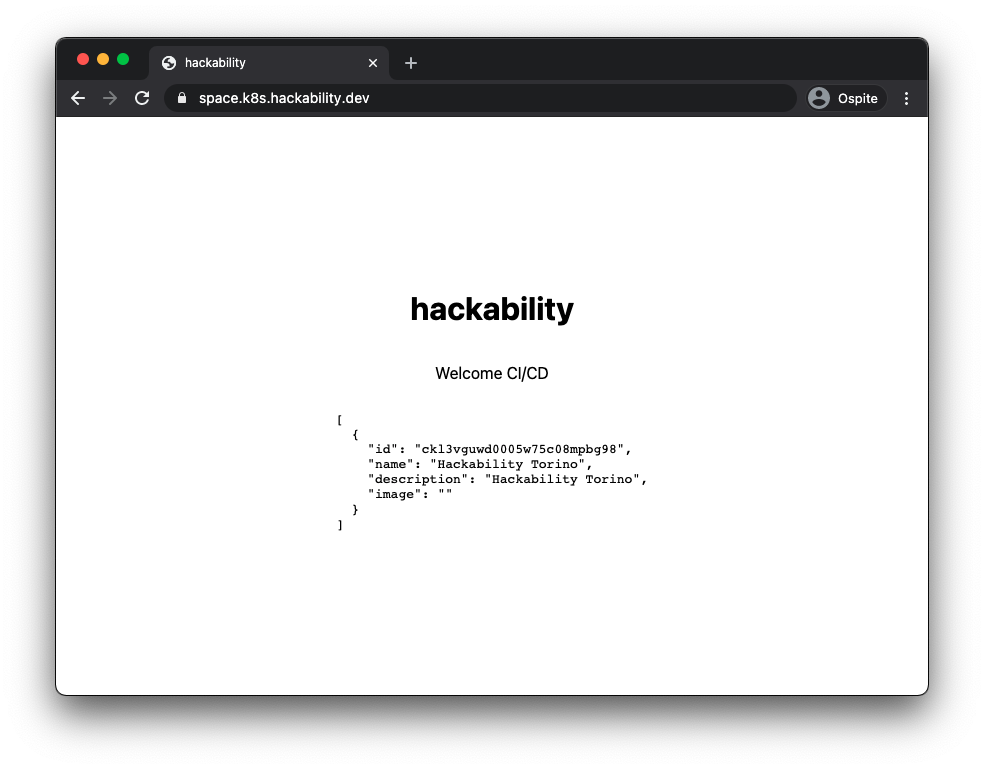 hackability
space.k8s.hackability.dev
Ospite
hackability
Welcome CI/CD
[
  {
    "id": "ckl3vguwd0005w75c08mpbg98",
    "name": "Hackability Torino",
    "description": "Hackability Torino",
    "image": ""
  }
]